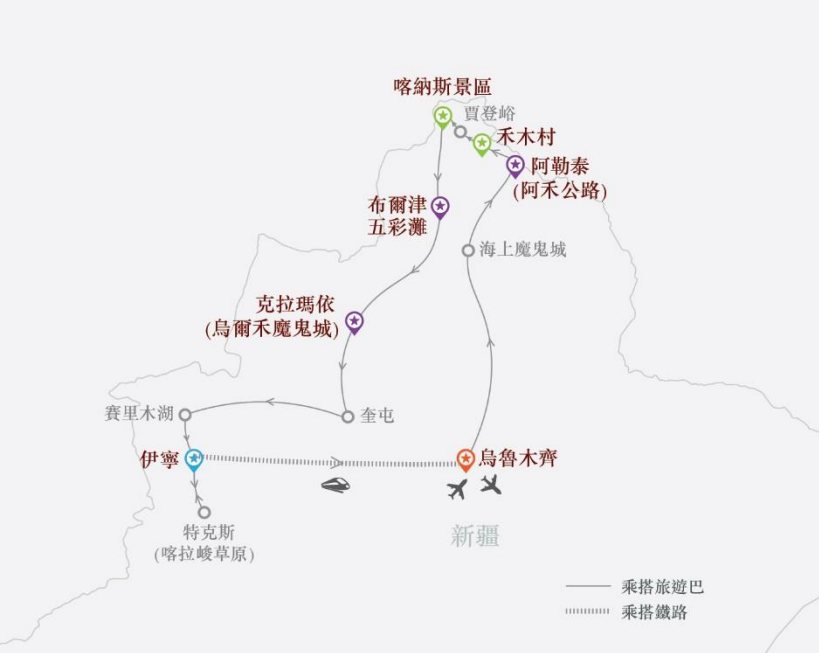 喀納斯景區
賈登峪
禾木村
阿勒泰
(阿禾公路)
布爾津
五彩灘
海上魔鬼城
克拉瑪依
(烏爾禾魔鬼城)
賽里木湖
奎屯
伊寧
烏魯木齊
特克斯
(喀拉峻草原)
新疆
乘搭旅遊巴
乘搭鐵路